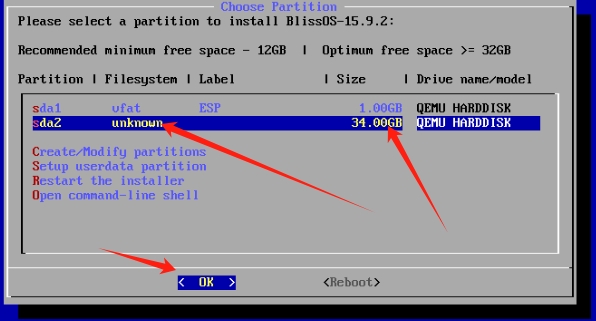 Choose Partition
Please select a partition to install BlissOS-15.9.2:
Recommended minimum free space - 12GB | Optimum free space >= 32GB
Partition | Filesystem | Label | Size | Drive name/model
sda1 vfat ESP 1.00GB QEMU HARDDISK
sda2 unknown 34.00GB QEMU HARDDISK
Create/Modify partitions
Setup userdata partition
Restart the installer
Open command-line shell
< OK > <Reboot>